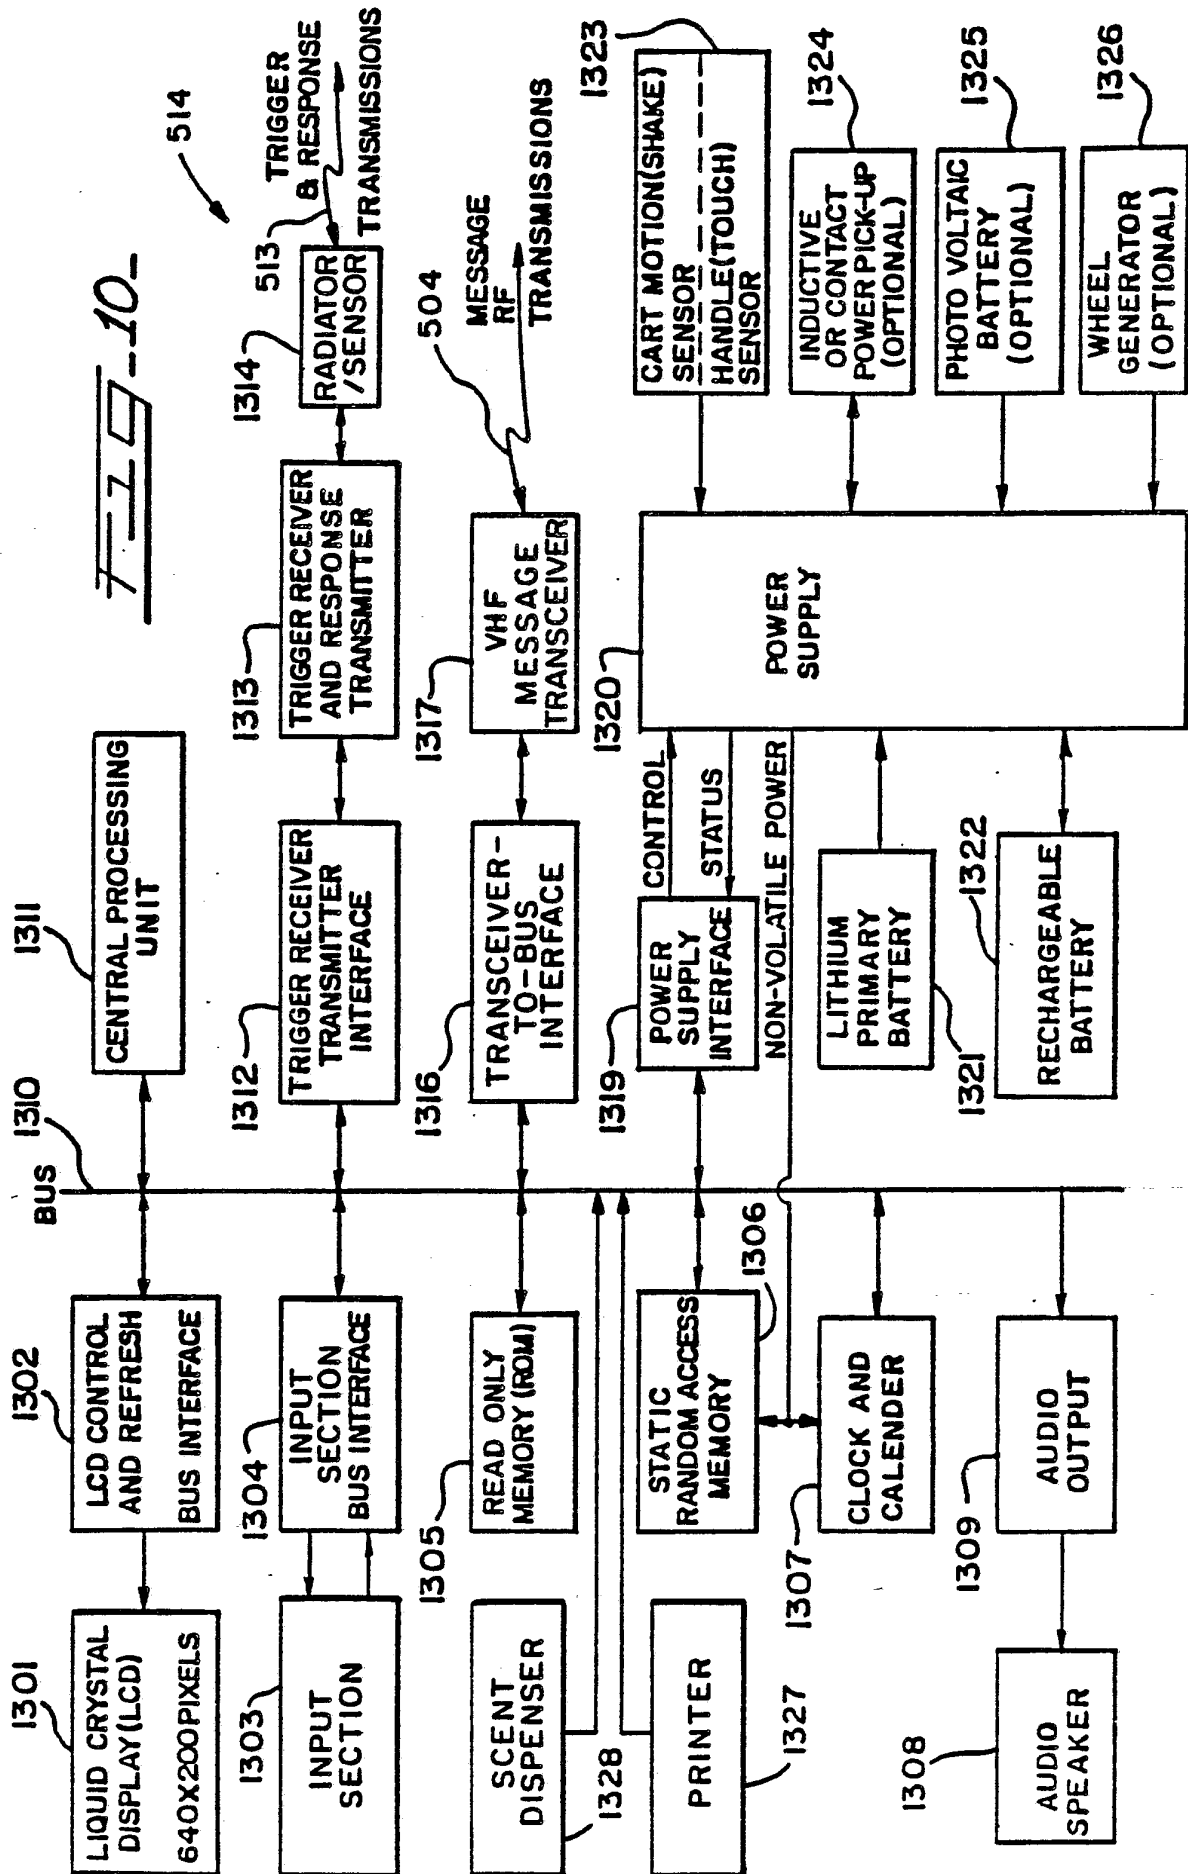 FIG. 10
514
1301
LIQUID CRYSTAL
DISPLAY (LCD)
640X200PIXELS
1302
LCD CONTROL
AND REFRESH
BUS INTERFACE
BUS
1310
1311
CENTRAL PROCESSING
UNIT
1303
INPUT
SECTION
1304
INPUT
SECTION
BUS INTERFACE
1312
TRIGGER RECEIVER
TRANSMITTER
INTERFACE
1313
TRIGGER RECEIVER
AND RESPONSE
TRANSMITTER
1314
RADIATOR
/SENSOR
513
TRIGGER
& RESPONSE
TRANSMISSIONS
SCENT
DISPENSER
1328
1305
READ ONLY
MEMORY (ROM)
1316
TRANSCEIVER-
TO-BUS
INTERFACE
1317
VHF
MESSAGE
TRANSCEIVER
504
MESSAGE
RF
TRANSMISSIONS
PRINTER
1327
STATIC
RANDOM ACCESS
MEMORY
1306
1319
POWER
SUPPLY
INTERFACE
CONTROL
STATUS
NON-VOLATILE POWER
1320
POWER
SUPPLY
CART MOTION(SHAKE)
SENSOR
HANDLE(TOUCH)
SENSOR
1323
1307
CLOCK AND
CALENDER
LITHIUM
PRIMARY
BATTERY
1321
INDUCTIVE
OR CONTACT
POWER PICK-UP
(OPTIONAL)
1324
1308
AUDIO
SPEAKER
1309
AUDIO
OUTPUT
1322
RECHARGEABLE
BATTERY
PHOTO VOLTAIC
BATTERY
(OPTIONAL)
1325
WHEEL
GENERATOR
(OPTIONAL)
1326